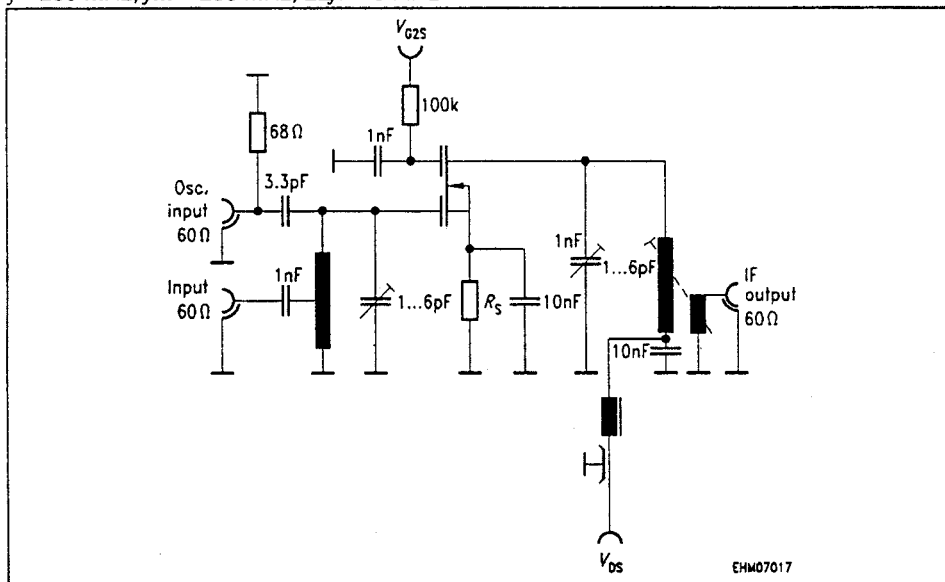 V_G2S
100k
68Ω
1nF
3.3pF
Osc.
input
60Ω
1nF
1...6pF
1nF
Input
60Ω
1...6pF
R_S
10nF
IF
output
60Ω
10nF
V_DS
EHM07017